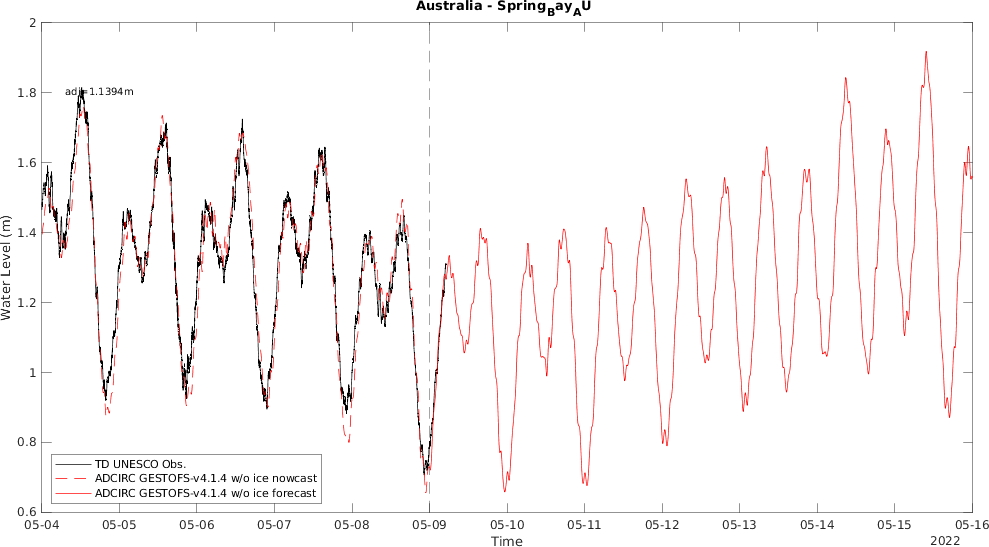 Australia - Spring_Bay_AU
adj=1.1394m
2
1.8
1.6
1.4
1.2
1
0.8
0.6
Water Level (m)
TD UNESCO Obs.
ADCIRC GESTOFS-v4.1.4 w/o ice nowcast
ADCIRC GESTOFS-v4.1.4 w/o ice forecast
05-04 05-05 05-06 05-07 05-08 05-09 05-10 05-11 05-12 05-13 05-14 05-15 05-16
Time
2022